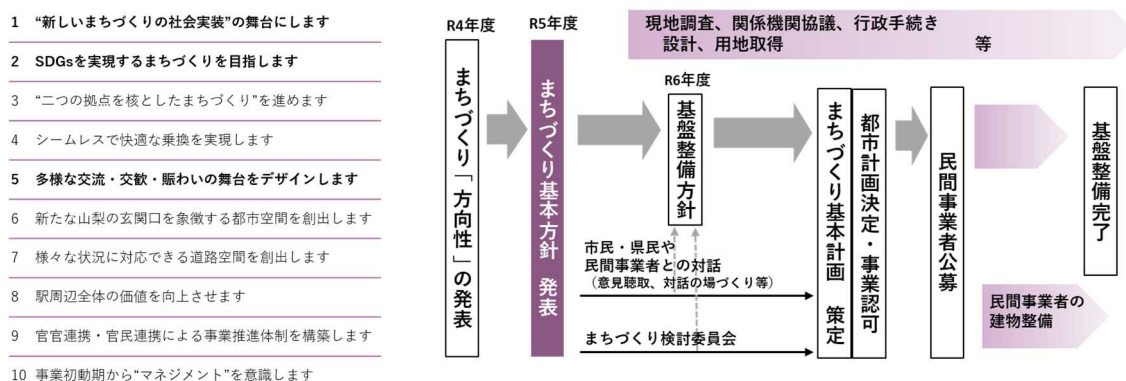 1 “新しいまちづくりの社会実装”の舞台にします
2 SDGsを実現するまちづくりを目指します
3 “二つの拠点を核としたまちづくり”を進めます
4 シームレスで快適な乗換を実現します
5 多様な交流・交歓・賑わいの舞台をデザインします
6 新たな山梨の玄関口を象徴する都市空間を創出します
7 様々な状況に対応できる道路空間を創出します
8 駅周辺全体の価値を向上させます
9 官官連携・官民連携による事業推進体制を構築します
10 事業初動期から“マネジメント”を意識します
R4年度
まちづくり「方向性」の発表
R5年度
まちづくり基本方針 発表
現地調査、関係機関協議、行政手続き
設計、用地取得 等
R6年度
基盤整備方針
市民・県民や
民間事業者との対話
（意見聴取、対話の場づくり等）
まちづくり検討委員会
まちづくり基本計画 策定
都市計画決定・事業認可
民間事業者公募
基盤整備完了
民間事業者の
建物整備